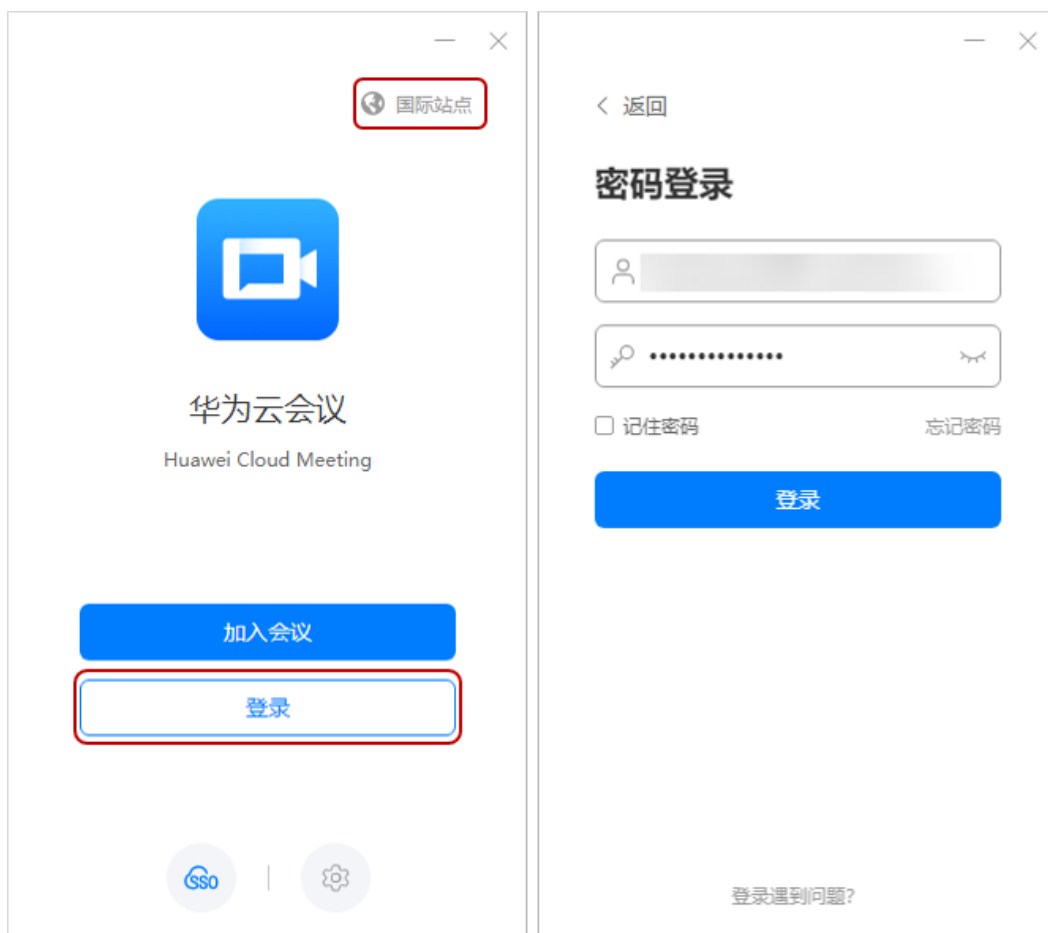 国际站点
华为云会议
Huawei Cloud Meeting
加入会议
登录
SSO
返回
密码登录
记住密码
忘记密码
登录
登录遇到问题?